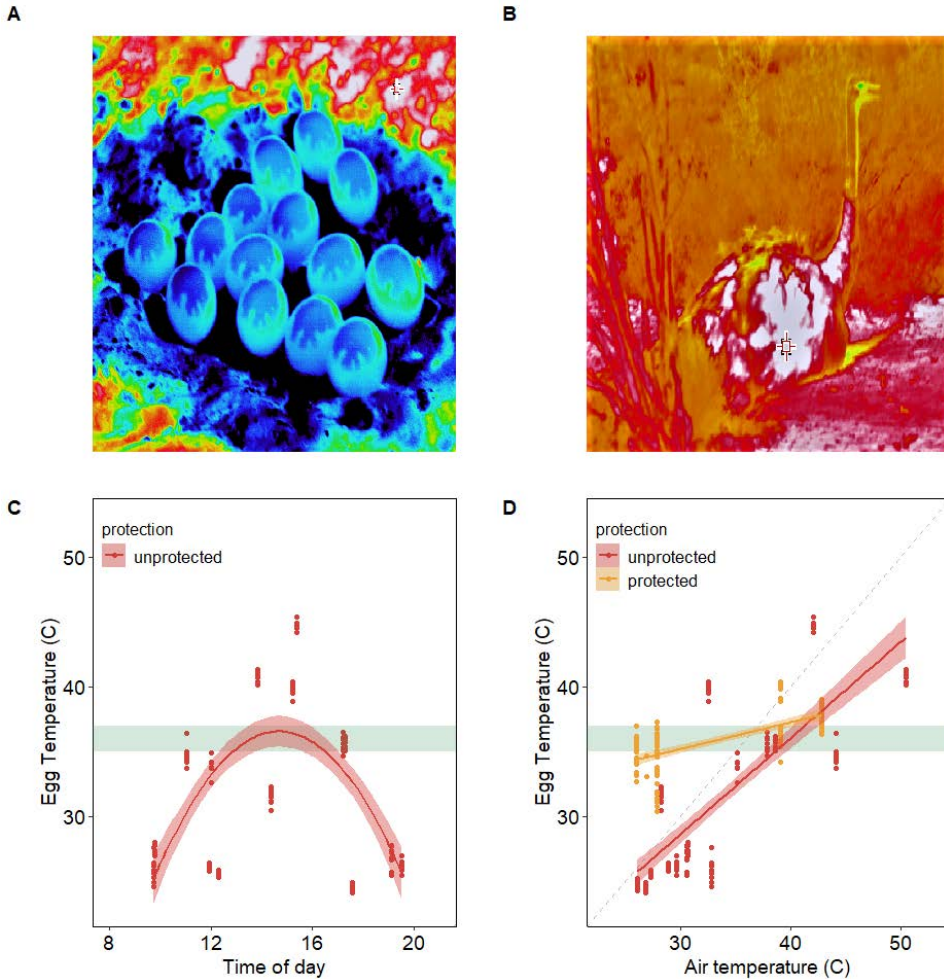 A
B
C
protection
unprotected
50
40
30
Egg Temperature (C)
8
12
16
20
Time of day
D
protection
unprotected
protected
50
40
30
Egg Temperature (C)
30
40
50
Air temperature (C)